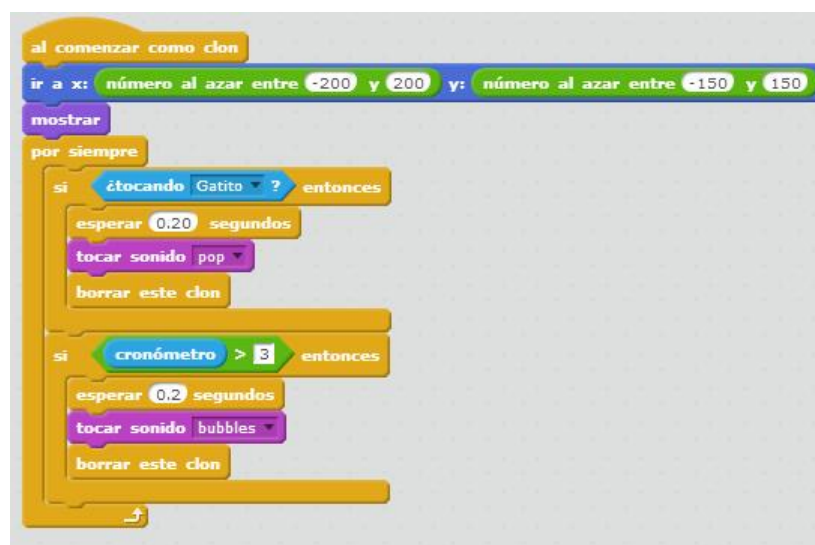 al comenzar como clon
ir a x: número al azar entre -200 y 200 y: número al azar entre -150 y 150
mostrar
por siempre
si ¿tocando Gatito ? entonces
esperar 0.20 segundos
tocar sonido pop
borrar este clon
si cronómetro > 3 entonces
esperar 0.2 segundos
tocar sonido bubbles
borrar este clon